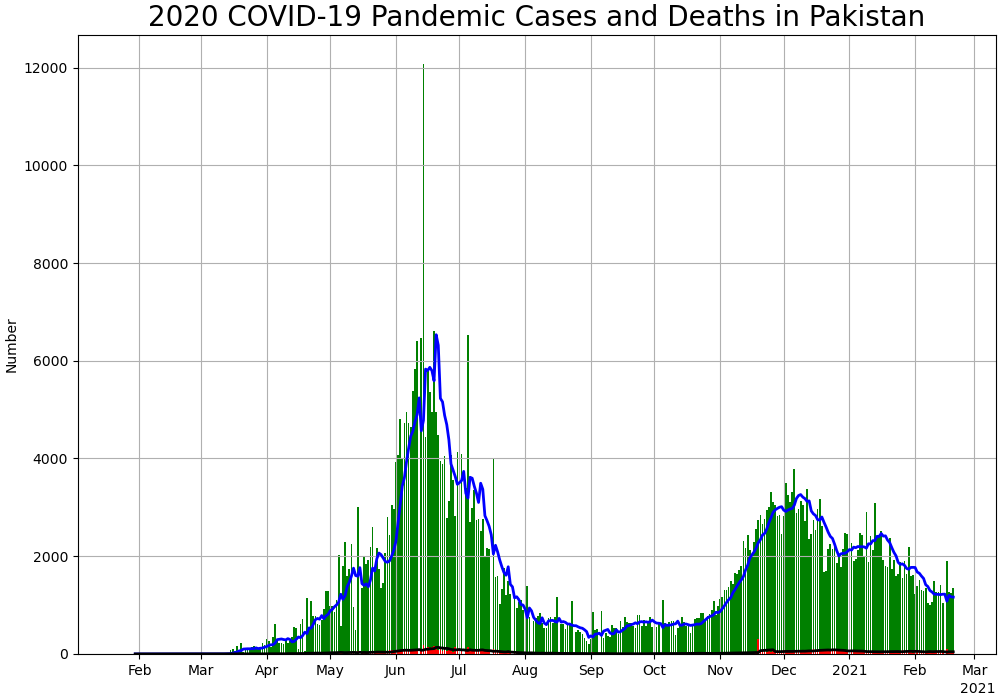 2020 COVID-19 Pandemic Cases and Deaths in Pakistan
Number
12000
10000
8000
6000
4000
2000
0
Feb Mar Apr May Jun Jul Aug Sep Oct Nov Dec 2021 Feb Mar
2021